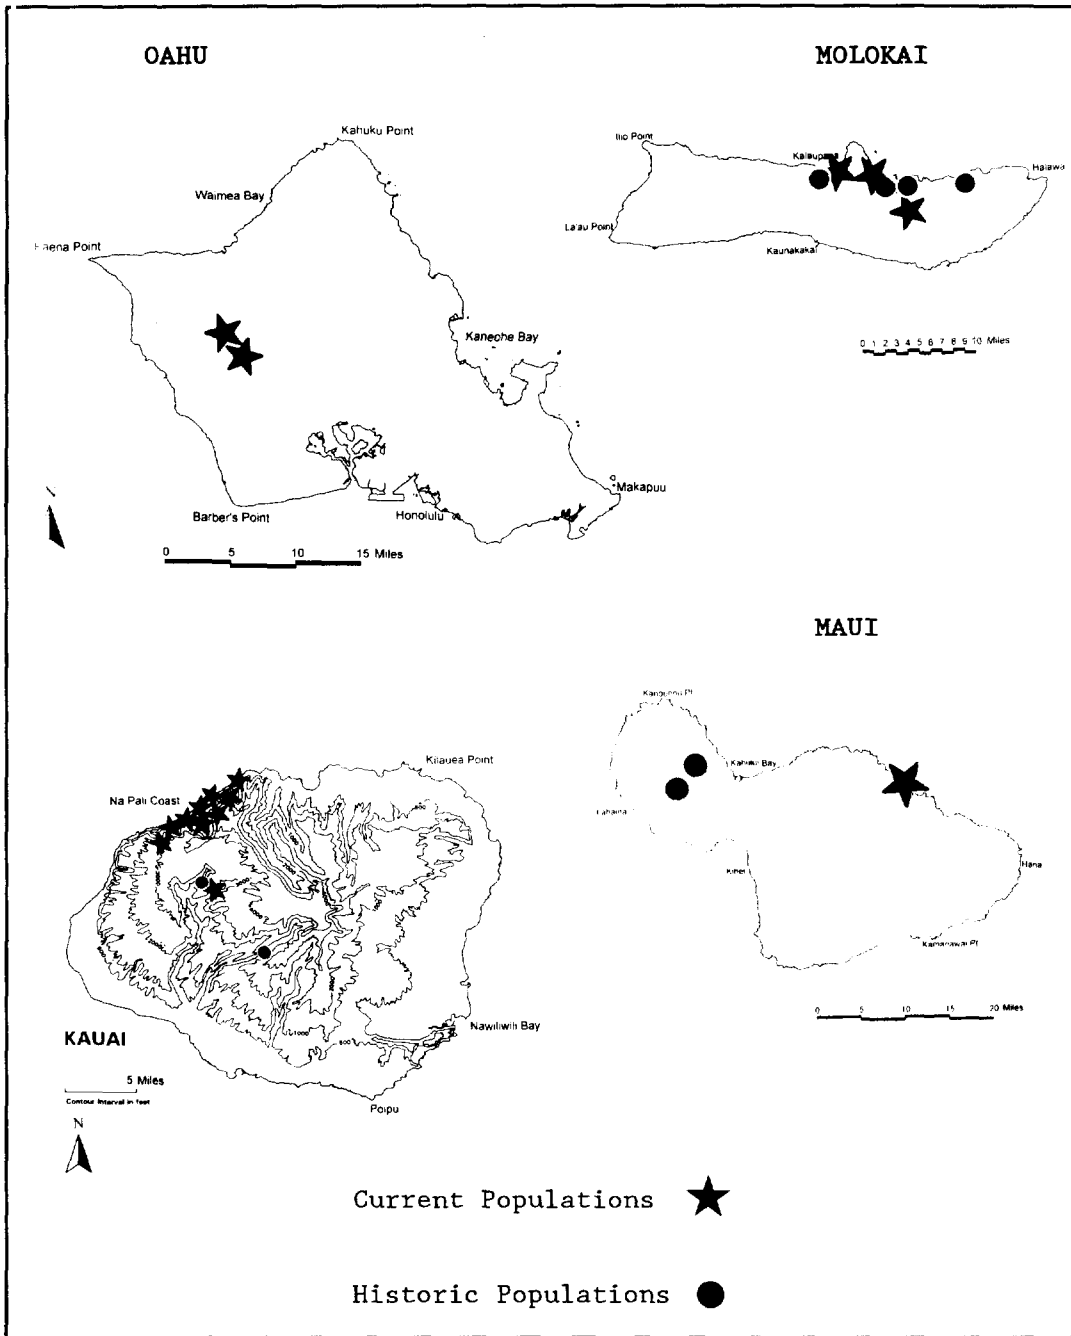 OAHU
MOLOKAI
Kahuku Point
Waimea Bay
Kaena Point
Kaneohe Bay
Makapuu
Honolulu
Barber's Point
0 5 10 15 Miles
Ilio Point
Halawa
La'au Point
Kaunakakai
0 1 2 3 4 5 6 7 8 9 10 Miles
MAUI
Kahului Bay
Lahaina
Kihei
Hana
0 5 10 20 Miles
Kilauea Point
Na Pali Coast
Nawiliwili Bay
Poipu
KAUAI
5 Miles
Contour Interval in feet
N
Current Populations
Historic Populations